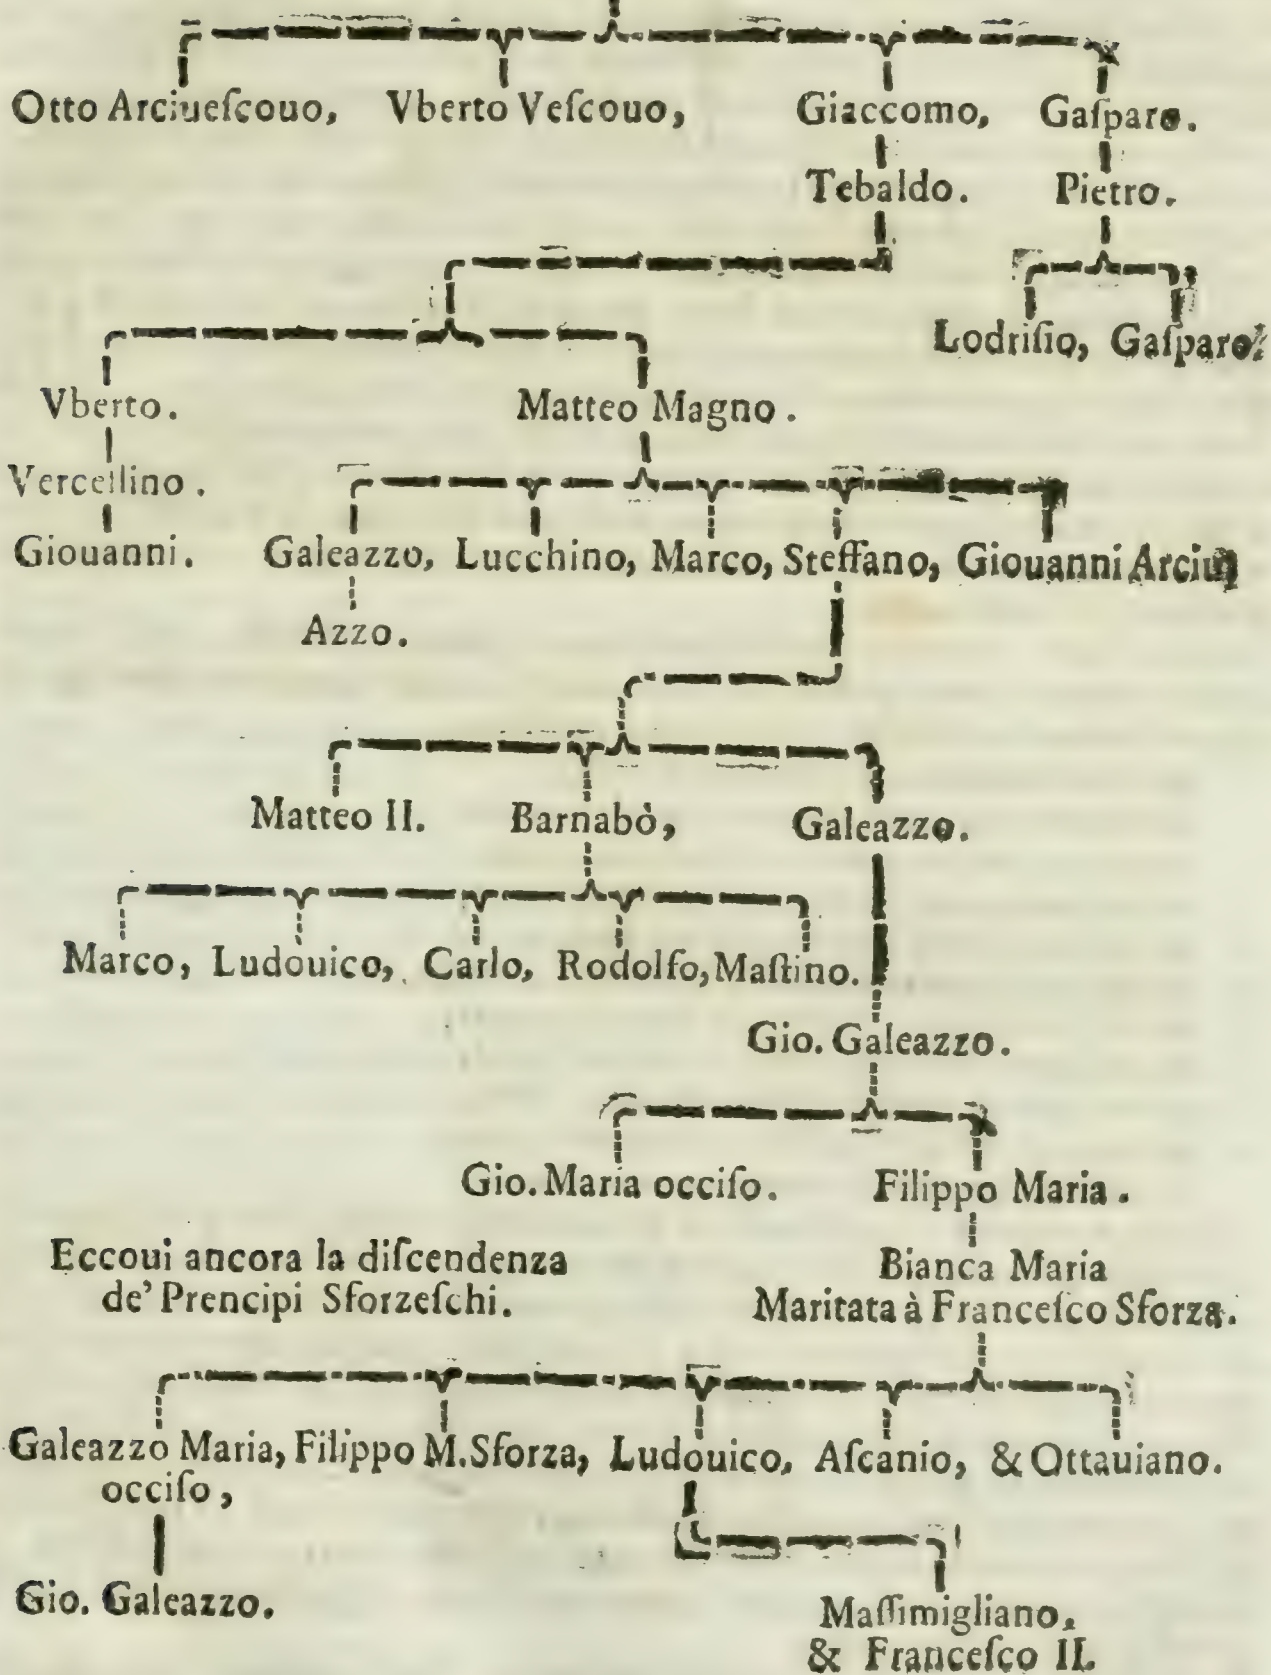 Otto Arciueſcouo, Vberto Veſcouo, Giaccomo, Gaſparo.
Tebaldo. Pietro.
Lodriſio, Gaſparo.
Vberto. Matteo Magno.
Vercellino.
Giouanni. Galeazzo, Lucchino, Marco, Steffano, Giouanni Arciu
Azzo.
Matteo II. Barnabò, Galeazzo.
Marco, Ludouico, Carlo, Rodolfo, Maſtino.
Gio. Galeazzo.
Gio. Maria occiſo. Filippo Maria.
Eccoui ancora la diſcendenza
de' Prencipi Sforzeſchi.
Bianca Maria
Maritata à Franceſco Sforza.
Galeazzo Maria, Filippo M. Sforza, Ludouico, Aſcanio, & Ottauiano.
occiſo,
Gio. Galeazzo.
Maſſimigliano,
& Franceſco II.